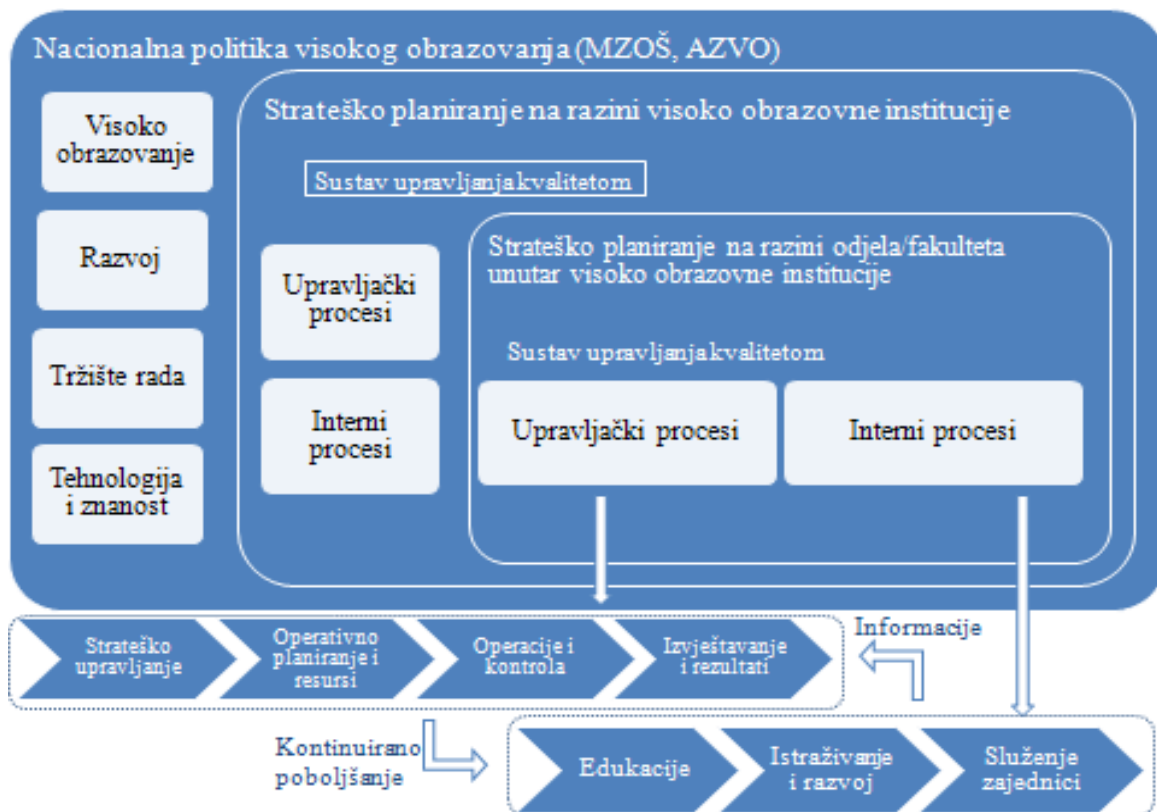 Nacionalna politika visokog obrazovanja (MZOŠ, AZVO)
Visoko
obrazovanje
Razvoj
Tržište rada
Tehnologija
i znanost
Strateško planiranje na razini visoko obrazovne institucije
Sustav upravljanja kvalitetom
Upravljački
procesi
Interni
procesi
Strateško planiranje na razini odjela/fakulteta
unutar visoko obrazovne institucije
Sustav upravljanja kvalitetom
Upravljački procesi
Interni procesi
Strateško
upravljanje
Operativno
planiranje i
resursi
Operacije i
kontrola
Izvještavanje
i rezultati
Informacije
Kontinuirano
poboljšanje
Edukacije
Istraživanje
i razvoj
Služenje
zajednici